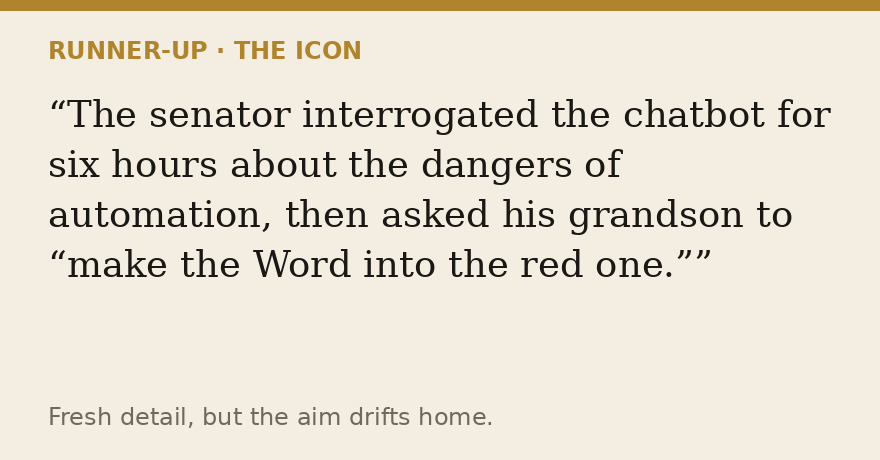 RUNNER-UP · THE ICON
“The senator interrogated the chatbot for
six hours about the dangers of
automation, then asked his grandson to
“make the Word into the red one.””
Fresh detail, but the aim drifts home.